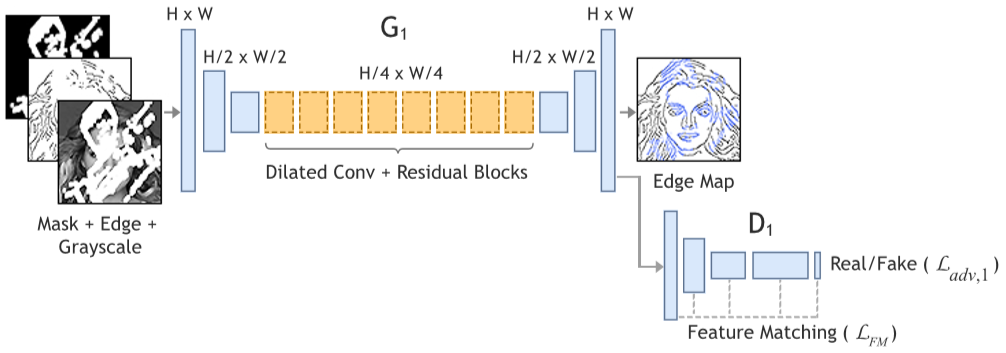 H x W
G₁
H x W
H/2 x W/2
H/4 x W/4
H/2 x W/2
Dilated Conv + Residual Blocks
Edge Map
Mask + Edge +
Grayscale
D₁
Real/Fake ( ℒadv,1 )
Feature Matching ( ℒFM )